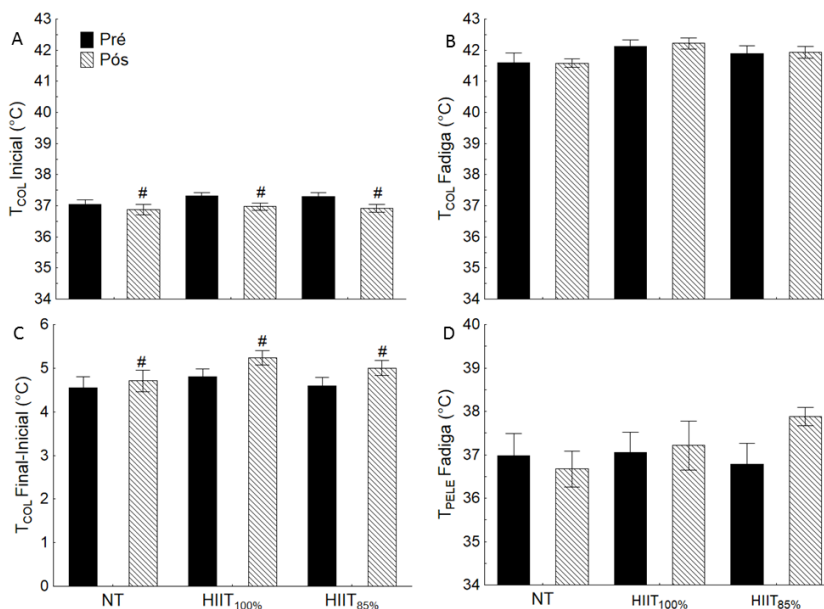 A
Pré
Pós
T_COL Inicial (°C)
43
42
41
40
39
38
37
36
35
34
# # #
B
T_COL Fadiga (°C)
43
42
41
40
39
38
37
36
35
34
C
T_COL Final-Inicial (°C)
6
5
4
3
2
1
0
# # #
NT HIIT100% HIIT85%
D
T_PELE Fadiga (°C)
40
39
38
37
36
35
34
NT HIIT100% HIIT85%